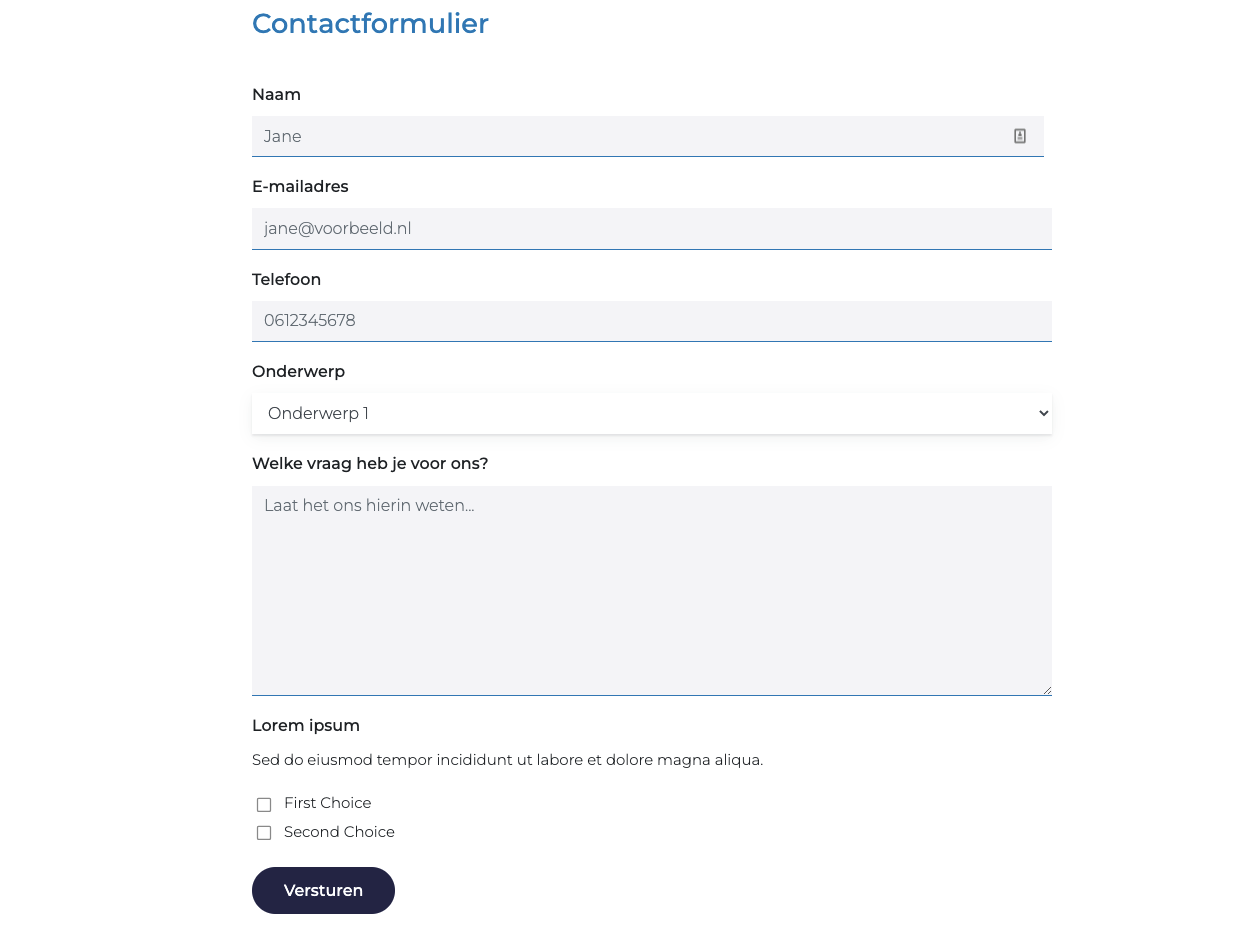 Contactformulier
Naam
Jane
E-mailadres
jane@voorbeeld.nl
Telefoon
0612345678
Onderwerp
Onderwerp 1
Welke vraag heb je voor ons?
Laat het ons hierin weten...
Lorem ipsum
Sed do eiusmod tempor incididunt ut labore et dolore magna aliqua.
First Choice
Second Choice
Versturen